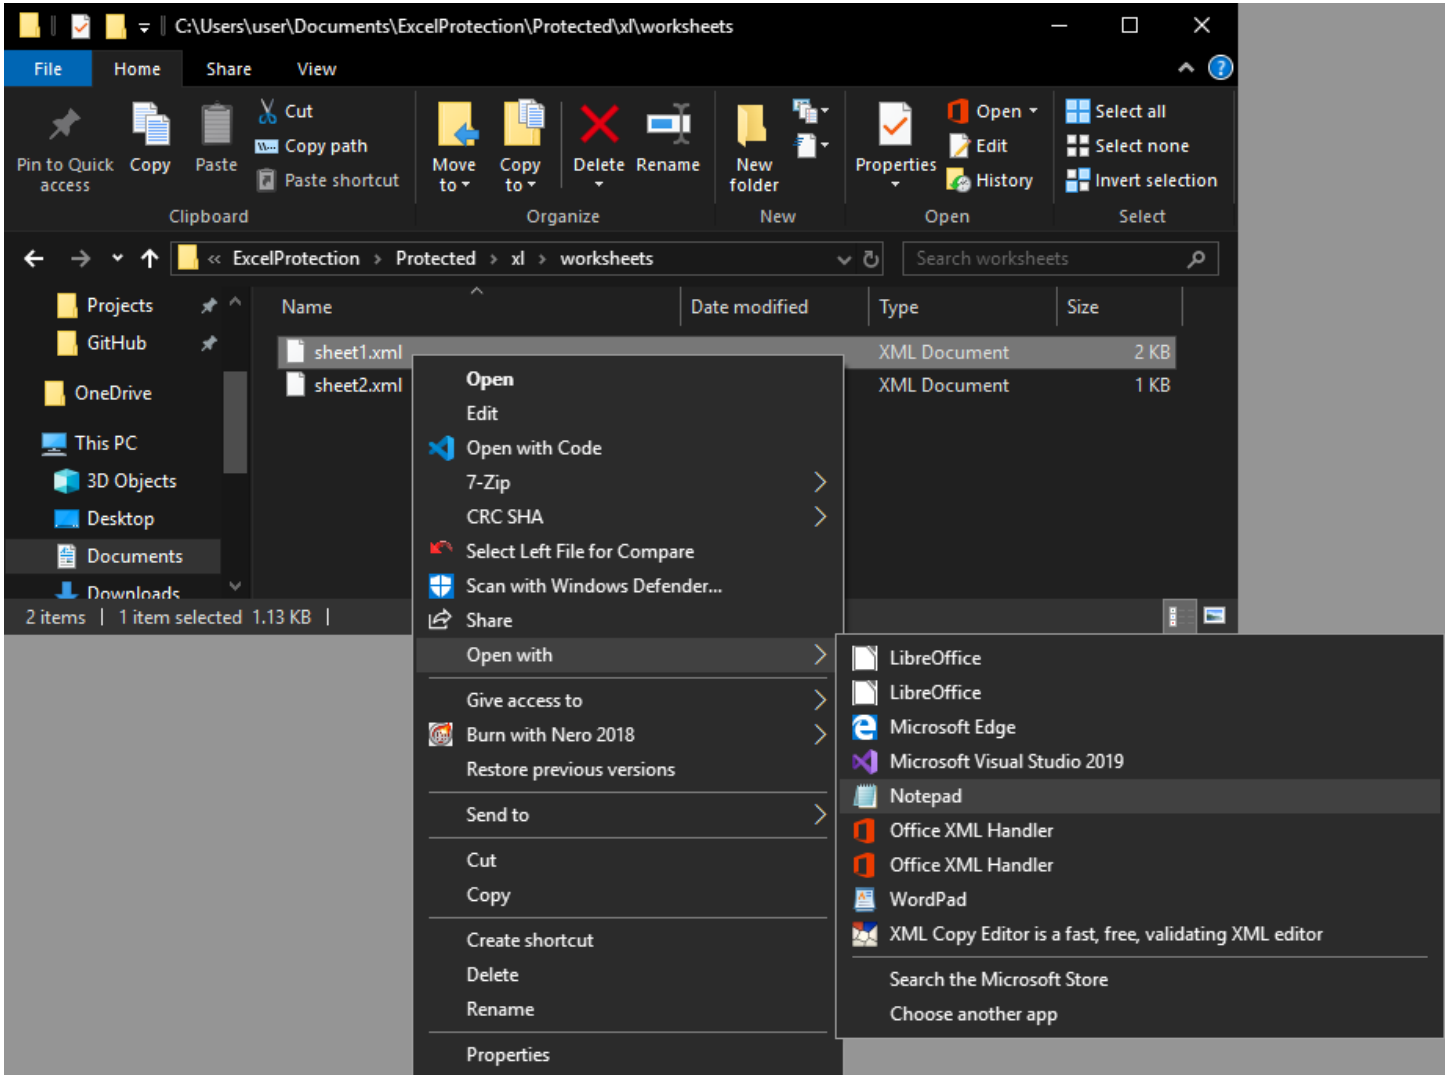 C:\Users\user\Documents\ExcelProtection\Protected\xl\worksheets
File Home Share View
Pin to Quick access
Copy
Paste
Cut
Copy path
Paste shortcut
Clipboard
Move to
Copy to
Delete
Rename
Organize
New folder
New
Properties
Open
Edit
History
Open
Select all
Select none
Invert selection
Select
« ExcelProtection > Protected > xl > worksheets
Search worksheets
Projects
GitHub
OneDrive
This PC
3D Objects
Desktop
Documents
Downloads
Name Date modified Type Size
sheet1.xml XML Document 2 KB
sheet2.xml XML Document 1 KB
2 items | 1 item selected 1.13 KB |
Open
Edit
Open with Code
7-Zip
CRC SHA
Select Left File for Compare
Scan with Windows Defender...
Share
Open with
Give access to
Burn with Nero 2018
Restore previous versions
Send to
Cut
Copy
Create shortcut
Delete
Rename
Properties
LibreOffice
LibreOffice
Microsoft Edge
Microsoft Visual Studio 2019
Notepad
Office XML Handler
Office XML Handler
WordPad
XML Copy Editor is a fast, free, validating XML editor
Search the Microsoft Store
Choose another app